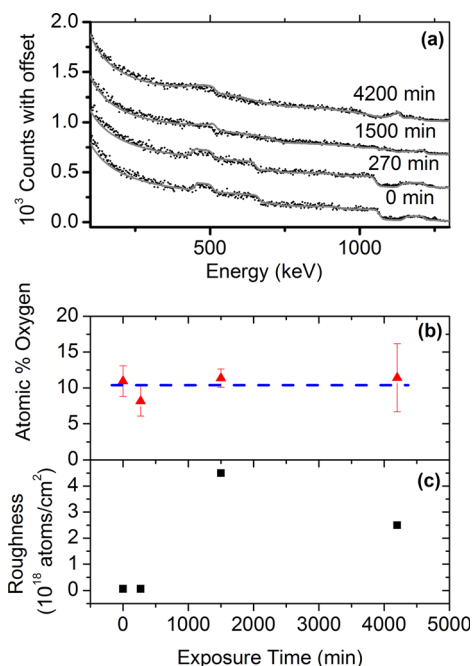 (a)
2.0
1.5
1.0
0.5
0.0
10³ Counts with offset
4200 min
1500 min
270 min
0 min
500
1000
Energy (keV)
(b)
20
15
10
5
0
Atomic % Oxygen
(c)
4
3
2
1
0
Roughness
(10¹⁸ atoms/cm²)
0
1000
2000
3000
4000
5000
Exposure Time (min)